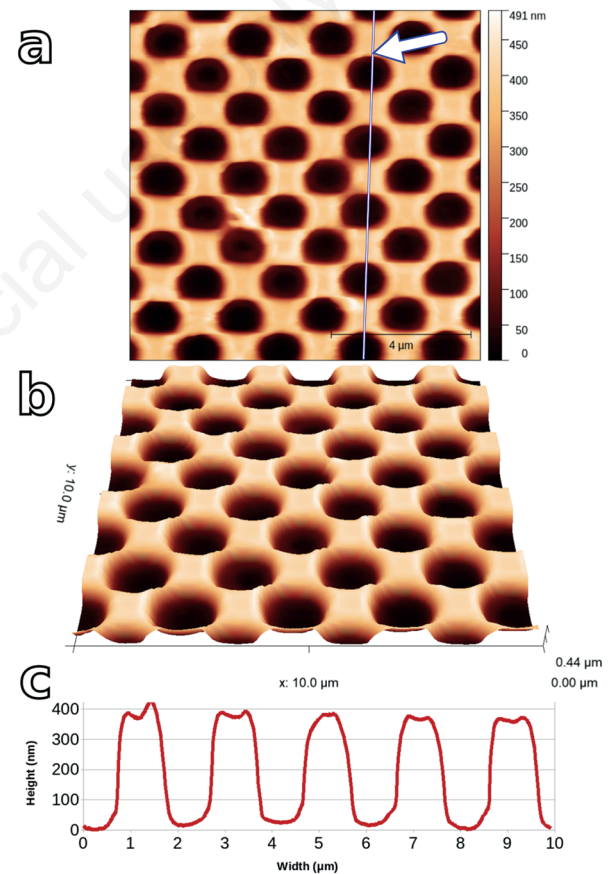 a
491 nm
450
400
350
300
250
200
150
100
50
0
4 µm
cial us
b
y: 10.0 µm
x: 10.0 µm
0.44 µm
0.00 µm
c
Height (nm)
400
300
200
100
0
0 1 2 3 4 5 6 7 8 9 10
Width (µm)